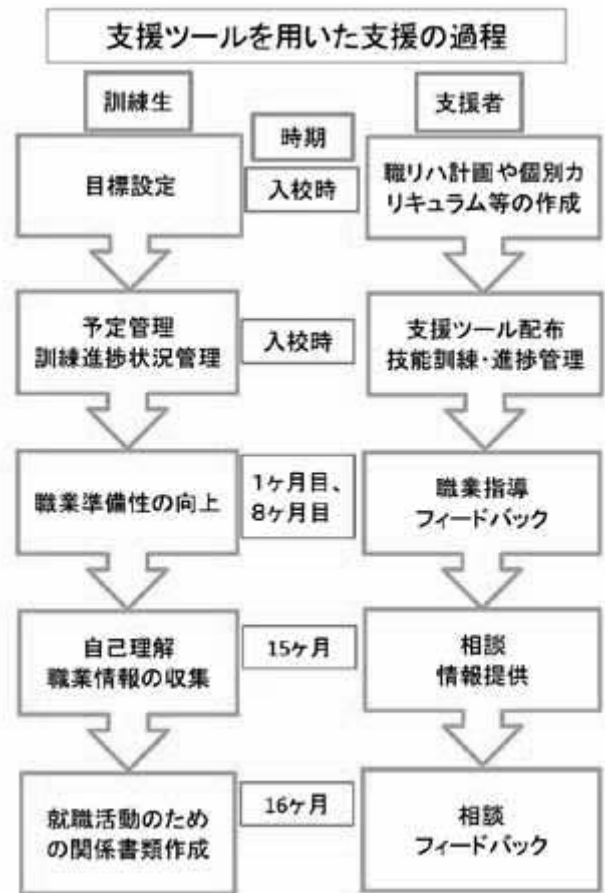 支援ツールを用いた支援の過程
訓練生
時期
支援者
目標設定
入校時
職リハ計画や個別カ
リキュラム等の作成
予定管理
訓練進捗状況管理
入校時
支援ツール配布
技能訓練・進捗管理
職業準備性の向上
1ヶ月目、
8ヶ月目
職業指導
フィードバック
自己理解
職業情報の収集
15ヶ月
相談
情報提供
就職活動のため
の関係書類作成
16ヶ月
相談
フィードバック